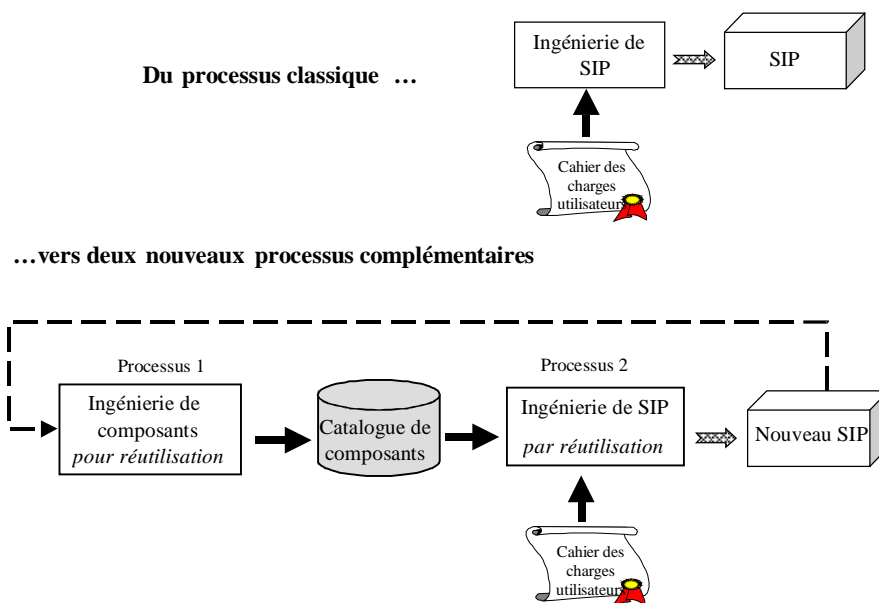 Ingénierie de
SIP
SIP
Du processus classique …
Cahier des
charges
utilisateurs
…vers deux nouveaux processus complémentaires
Processus 1
Processus 2
Ingénierie de
composants
pour réutilisation
Catalogue de
composants
Ingénierie de SIP
par réutilisation
Nouveau SIP
Cahier des
charges
utilisateurs